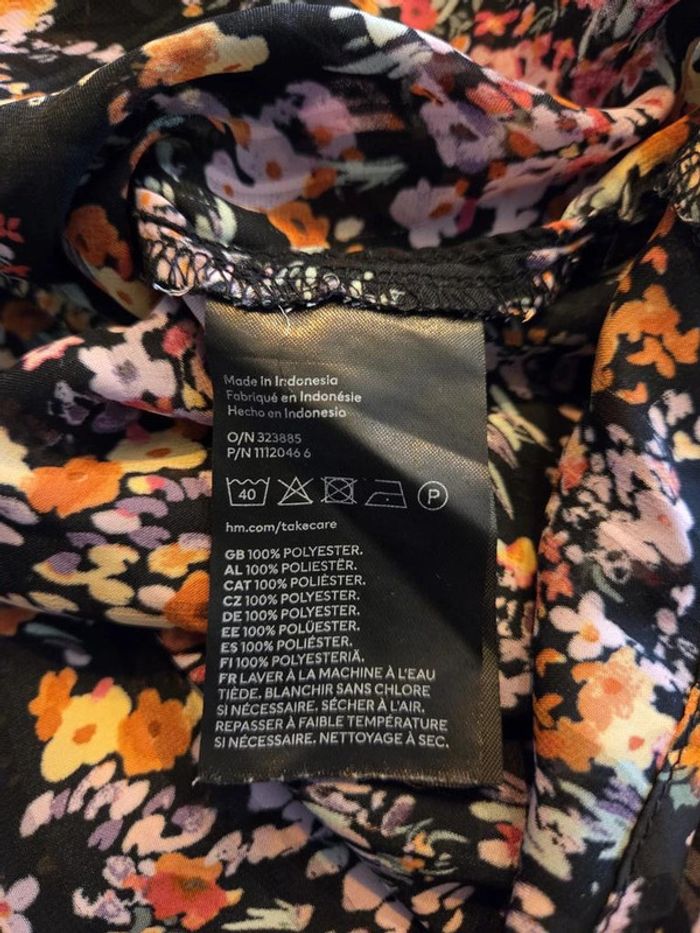 Made in Indonesia
Fabriqué en Indonésie
Hecho en Indonesia
O/N 323885
P/N 1112046 6
40 P
hm.com/takecare
GB 100% POLYESTER.
AL 100% POLIESTËR.
CAT 100% POLIÈSTER.
CZ 100% POLYESTER.
DE 100% POLYESTER.
EE 100% POLÜESTER.
ES 100% POLIÉSTER.
FI 100% POLYESTERIÄ.
FR LAVER À LA MACHINE À L'EAU
TIÈDE. BLANCHIR SANS CHLORE
SI NÉCESSAIRE. SÉCHER À L'AIR.
REPASSER À FAIBLE TEMPÉRATURE
SI NÉCESSAIRE. NETTOYAGE À SEC.